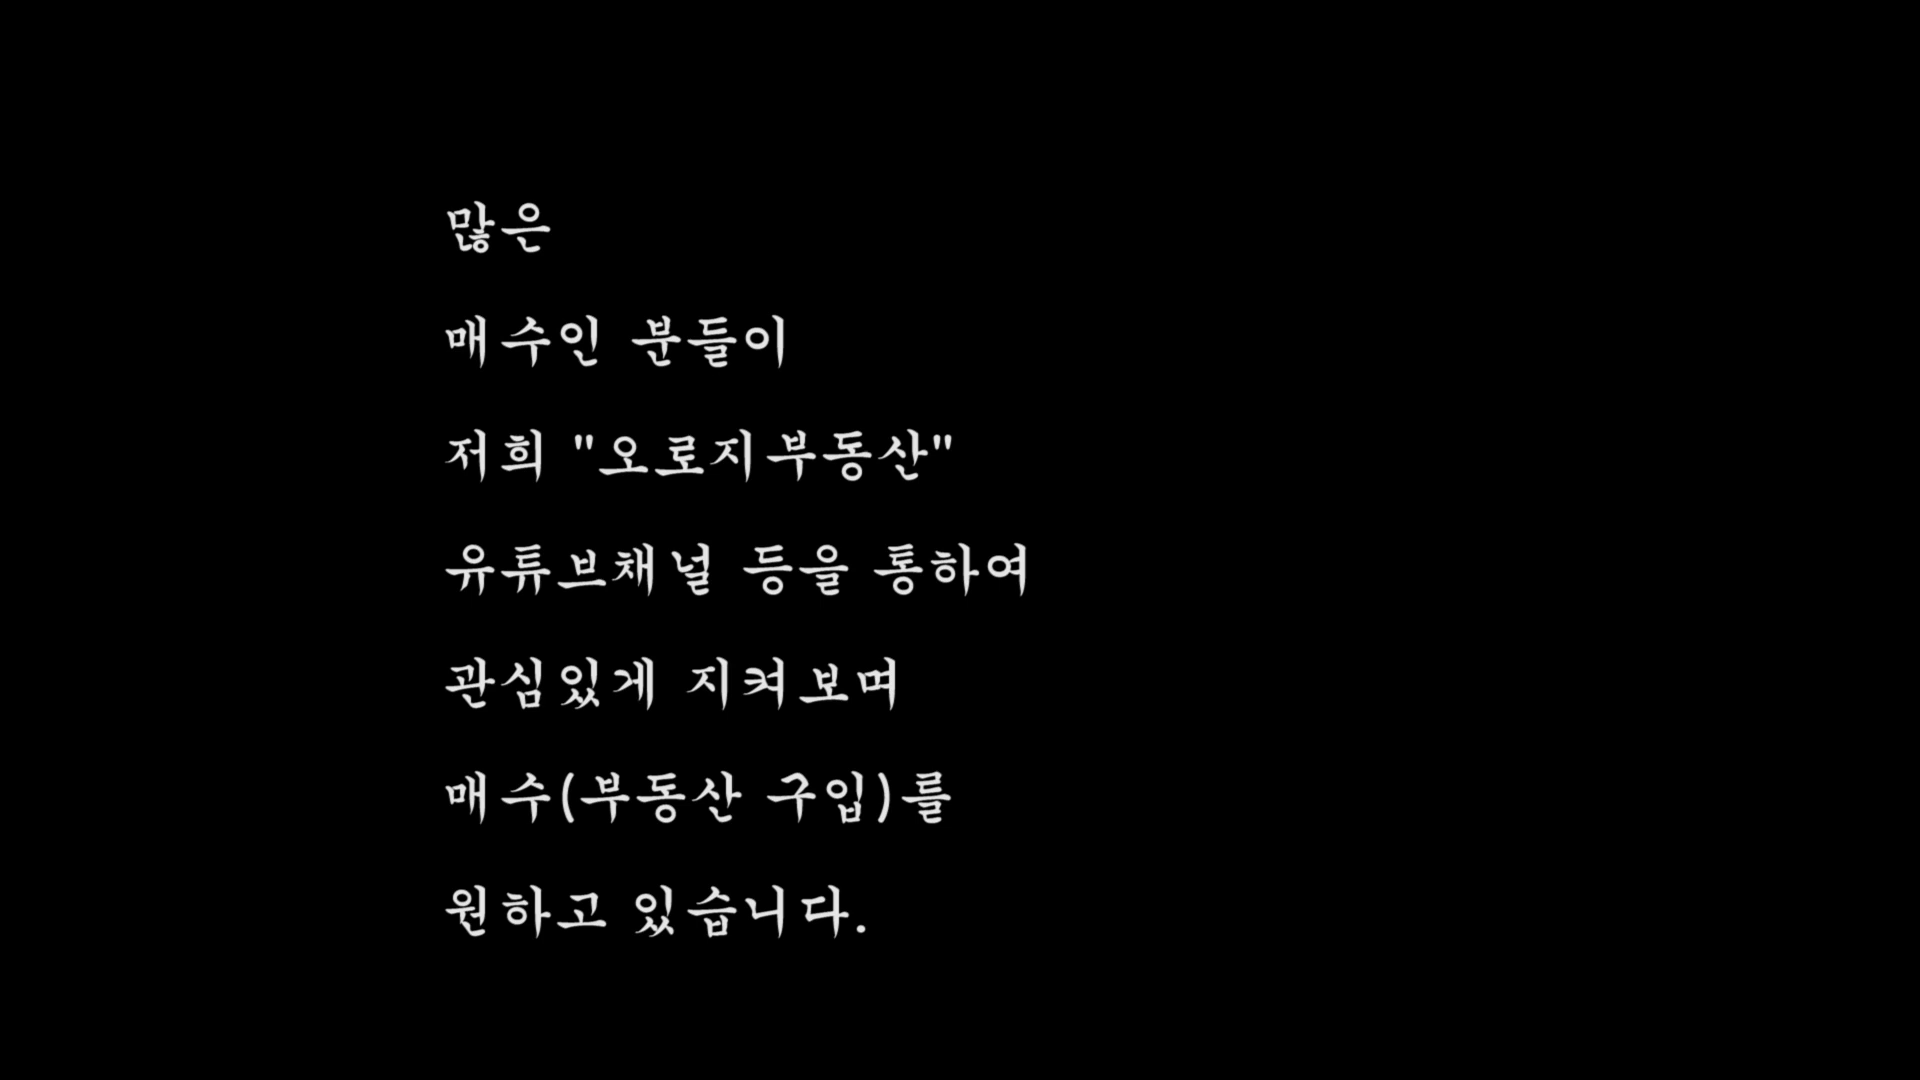 많은
매수인 분들이
저희 "오로지부동산"
유튜브채널 등을 통하여
관심있게 지켜보며
매수(부동산 구입)를
원하고 있습니다.